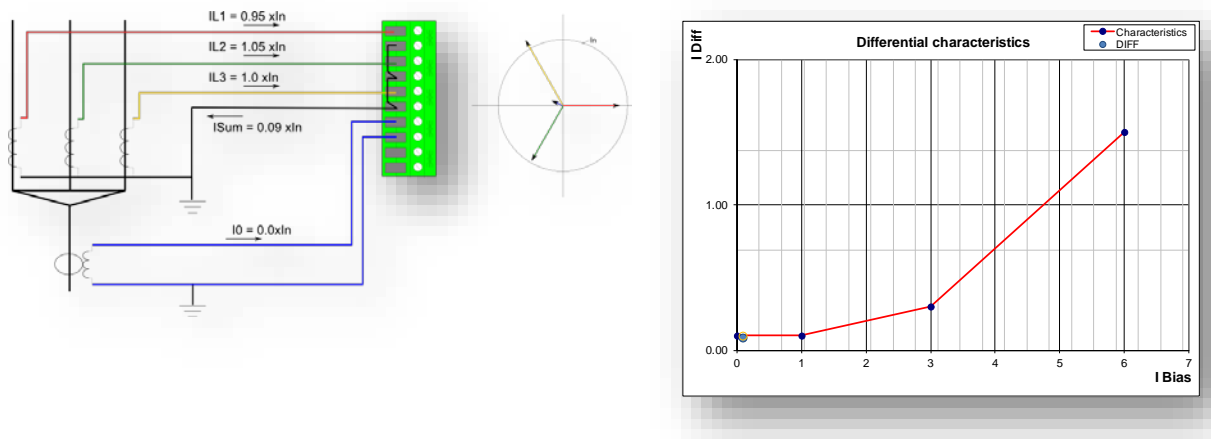 IL1 = 0.95 xIn
IL2 = 1.05 xIn
IL3 = 1.0 xIn
ISum = 0.09 xIn
I0 = 0.0xIn
In
Differential characteristics
Characteristics
DIFF
I Diff
2.00
1.00
0.00
0
1
2
3
4
5
6
7
I Bias